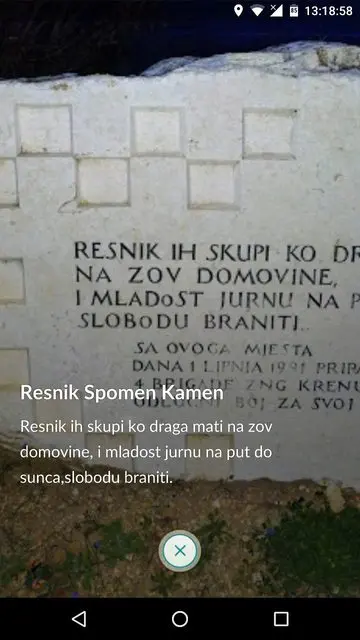 13:18:58
RESNIK IH SKUPI KO DR
NA ZOV DOMOVINE,
I MLADOST JURNU NA P
SLOBODU BRANITI..
SA OVOGA MJESTA
DANA 1 LIPNJA 1991 PRIPA
4 BRIGADE ZNG KRENU
BOJ ZA SVOJ
Resnik Spomen Kamen
Resnik ih skupi ko draga mati na zov
domovine, i mladost jurnu na put do
sunca,slobodu braniti.